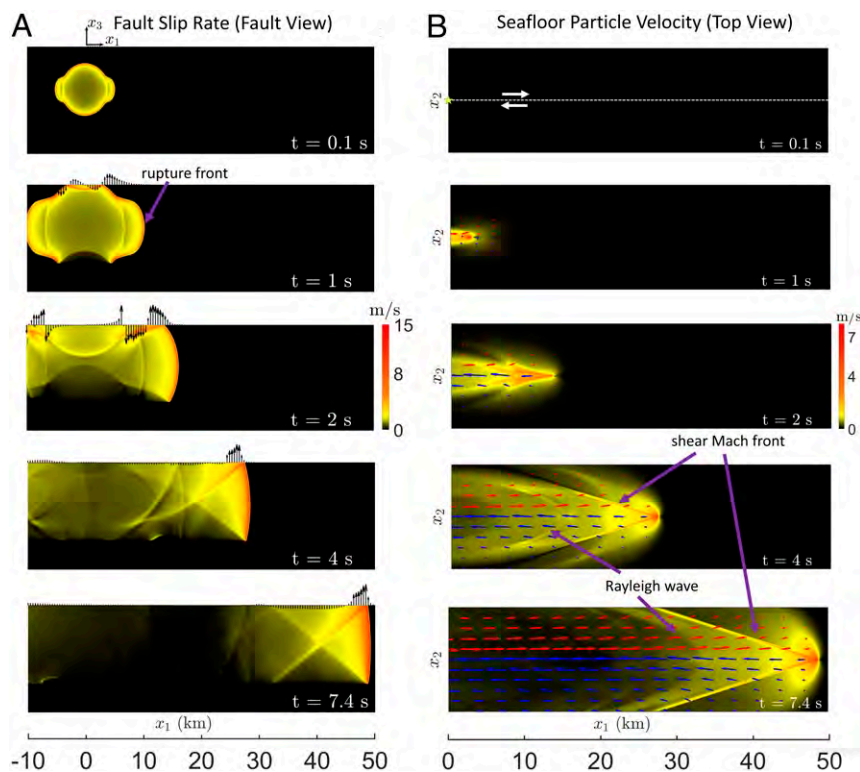 A
Fault Slip Rate (Fault View)
x₃
x₁
t = 0.1 s
rupture front
t = 1 s
m/s
15
8
0
t = 2 s
t = 4 s
t = 7.4 s
x₁ (km)
-10 0 10 20 30 40 50
B
Seafloor Particle Velocity (Top View)
x₂
t = 0.1 s
x₂
t = 1 s
m/s
7
4
0
x₂
t = 2 s
shear Mach front
x₂
t = 4 s
Rayleigh wave
x₂
t = 7.4 s
x₁ (km)
0 10 20 30 40 50